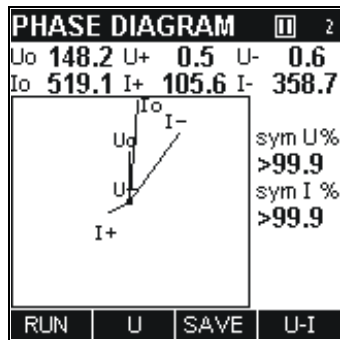 PHASE DIAGRAM 2
Uo 148.2 U+ 0.5 U- 0.6
Io 519.1 I+ 105.6 I- 358.7
Io
I-
Uo
U-
I+
sym U%
>99.9
sym I %
>99.9
RUN U SAVE U-I